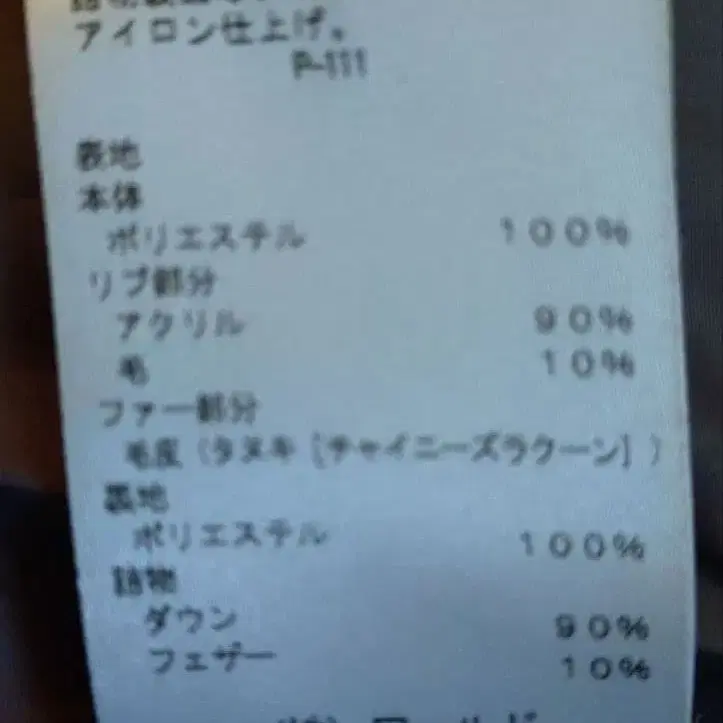 アイロン仕上げ。
P-111
表地
本体
ポリエステル 100%
リブ部分
アクリル 90%
毛 10%
ファー部分
毛皮（タヌキ［チャイニーズラクーン］）
裏地
ポリエステル 100%
詰物
ダウン 90%
フェザー 10%